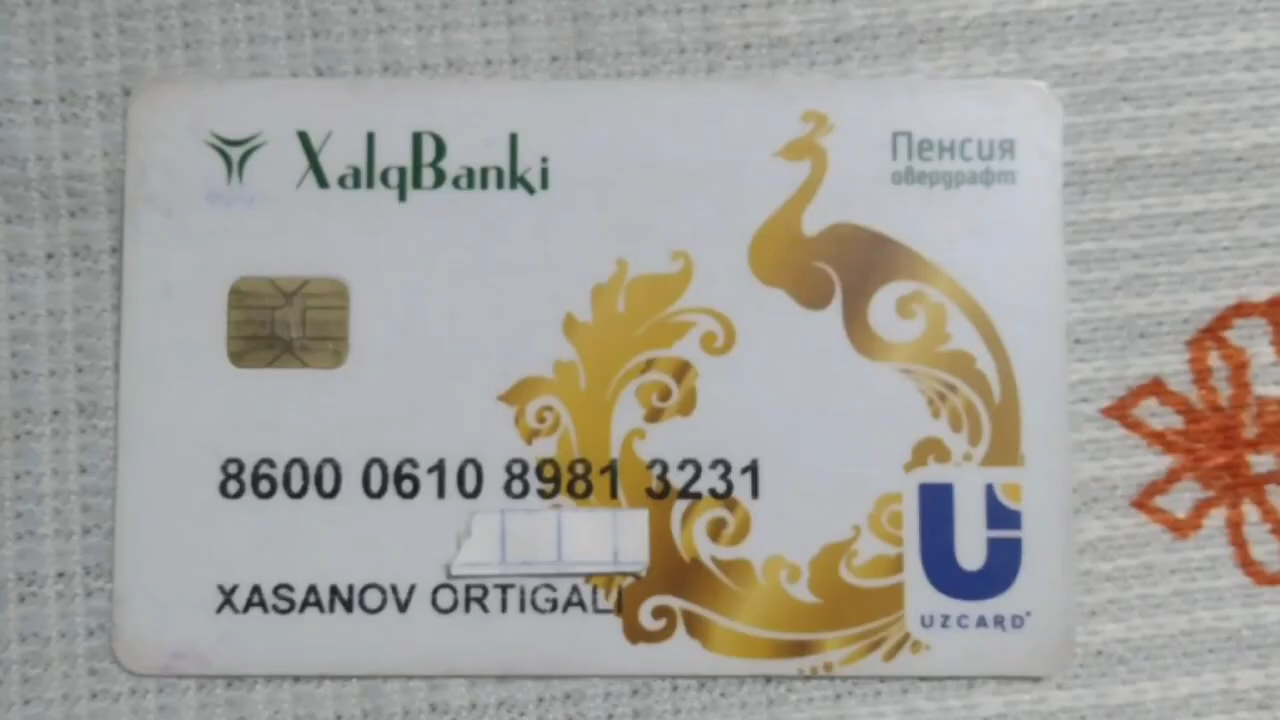 XalqBanki
Пенсия
овердрафт
8600 0610 8981 3231
XASANOV ORTIGALI
UZCARD